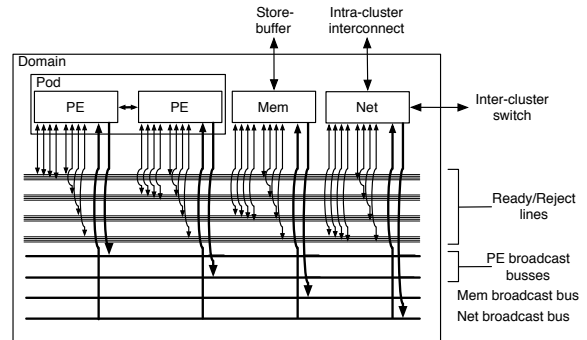 Store-
buffer
Intra-cluster
interconnect
Domain
Pod
PE
PE
Mem
Net
Inter-cluster
switch
Ready/Reject
lines
PE broadcast
busses
Mem broadcast bus
Net broadcast bus